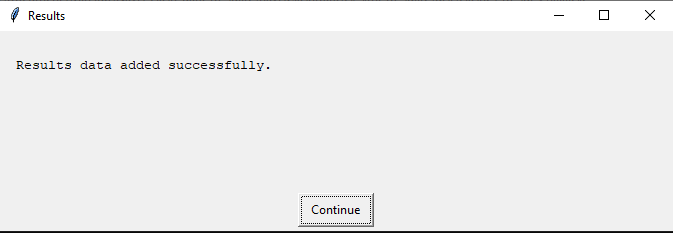 Results
Results data added successfully.
Continue